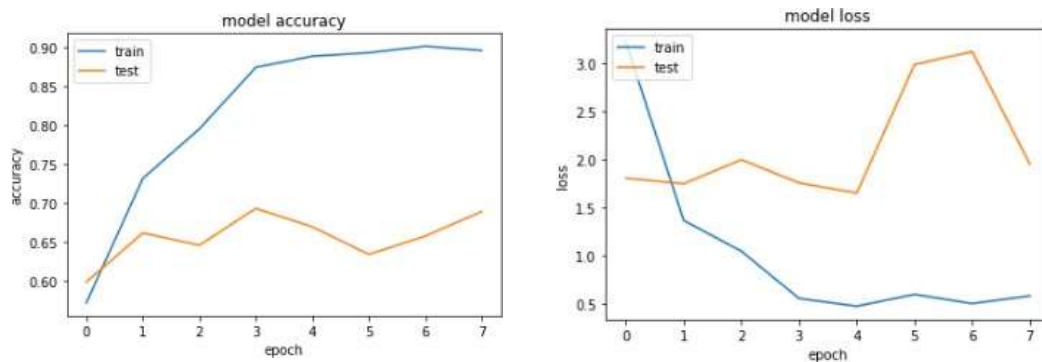 model accuracy
train
test
0.90
0.85
0.80
0.75
0.70
0.65
0.60
accuracy
0 1 2 3 4 5 6 7
epoch
model loss
train
test
3.0
2.5
2.0
1.5
1.0
0.5
loss
0 1 2 3 4 5 6 7
epoch